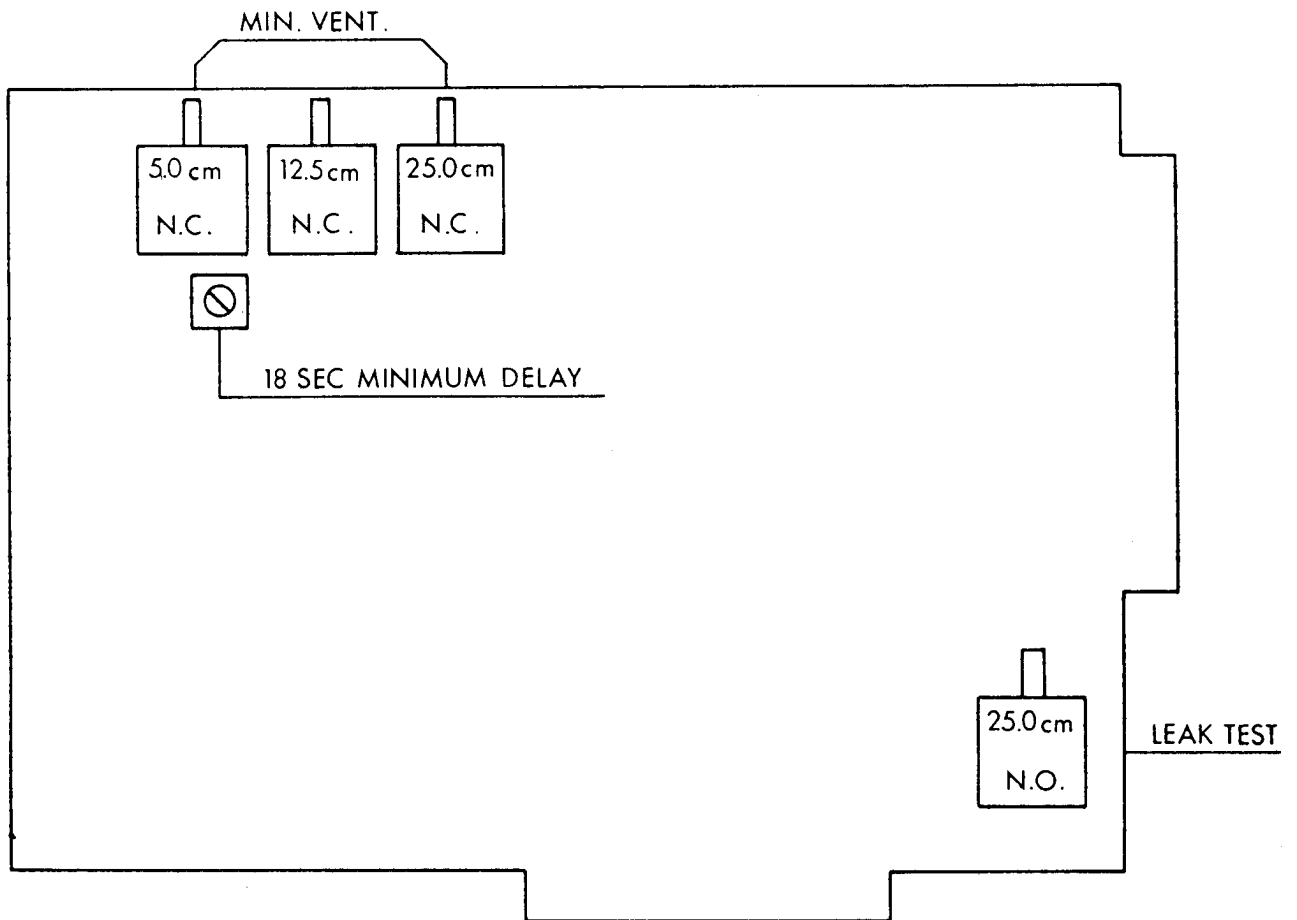 MIN. VENT.
5.0 cm
N.C.
12.5 cm
N.C.
25.0 cm
N.C.
18 SEC MINIMUM DELAY
25.0 cm
N.O.
LEAK TEST